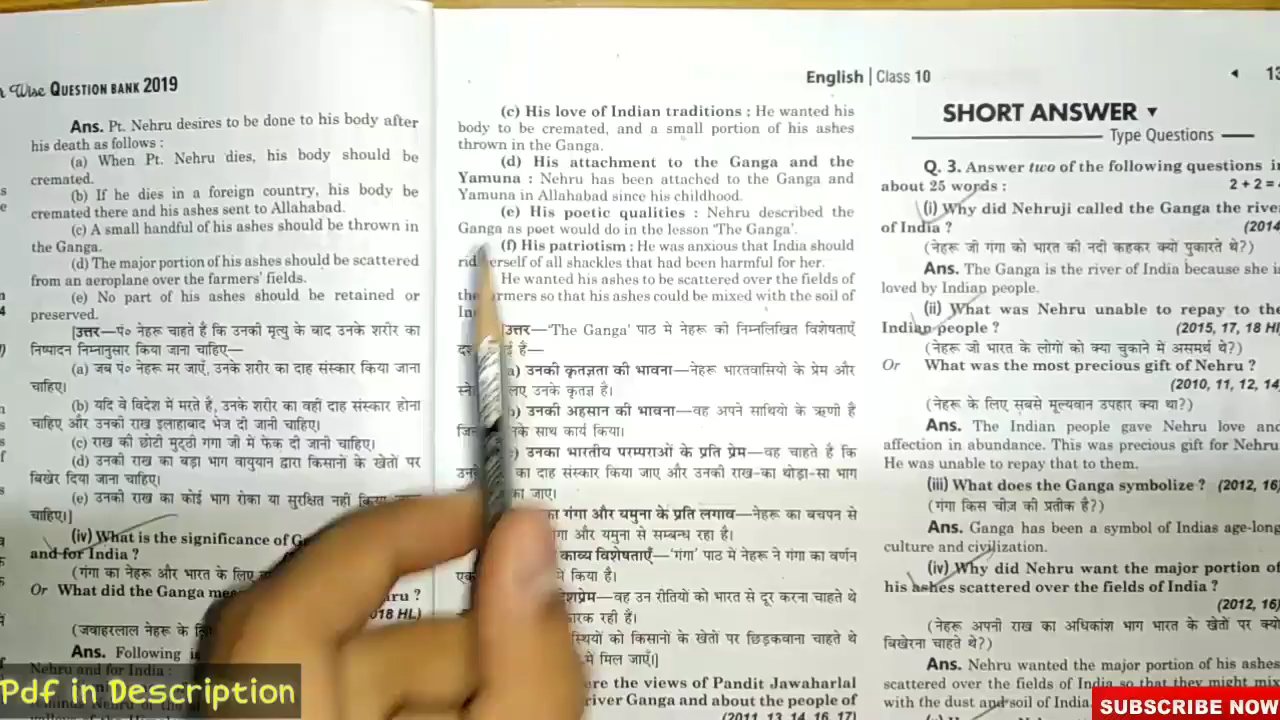 Wise QUESTION BANK 2019
Ans. Pt. Nehru desires to be done to his body after
his death as follows :
(a) When Pt. Nehru dies, his body should be
cremated.
(b) If he dies in a foreign country, his body be
cremated there and his ashes sent to Allahabad.
(c) A small handful of his ashes should be thrown in
the Ganga.
(d) The major portion of his ashes should be scattered
from an aeroplane over the farmers' fields.
(e) No part of his ashes should be retained or
preserved.
[उत्तर—पं० नेहरू चाहते हैं कि उनकी मृत्यु के बाद उनके शरीर का
निष्पादन निम्नानुसार किया जाना चाहिए—
(a) जब पं० नेहरू मर जाएँ, उनके शरीर का दाह संस्कार किया जाना
चाहिए।
(b) यदि वे विदेश में मरते है, उनके शरीर का वहीं दाह संस्कार होना
चाहिए और उनकी राख इलाहाबाद भेज दी जानी चाहिए।
(c) राख की छोटी मुट्ठी गंगा जी में फेक दी जानी चाहिए।
(d) उनकी राख का बड़ा भाग वायुयान द्वारा किसानों के खेतों पर
बिखेर दिया जाना चाहिए।
(e) उनकी राख का कोई भाग रोका या सुरक्षित नहीं किया
चाहिए।]
(iv) What is the significance of
and for India ?
(गंगा का नेहरू और भारत के लिए
Or What did the Ganga
018 HL)
(जवाहरलाल नेहरू के
Ans. Following
Nehru and for India :
Pdf in Description
English | Class 10
(c) His love of Indian traditions : He wanted his
body to be cremated, and a small portion of his ashes
thrown in the Ganga.
(d) His attachment to the Ganga and the
Yamuna : Nehru has been attached to the Ganga and
Yamuna in Allahabad since his childhood.
(e) His poetic qualities : Nehru described the
Ganga as poet would do in the lesson 'The Ganga'.
(f) His patriotism : He was anxious that India should
rid herself of all shackles that had been harmful for her.
He wanted his ashes to be scattered over the fields of
the farmers so that his ashes could be mixed with the soil of
[उत्तर—'The Ganga' पाठ मे नेहरू को निम्नलिखित विशेषताएँ
हैं—
(a) उनकी कृतज्ञता की भावना—नेहरू भारतवासियो के प्रेम और
लिए उनके कृतज्ञ है।
उनकी अहसान की भावना—वह अपने साथियो के ऋणी है
के साथ कार्य किया।
उनका भारतीय परम्पराओं के प्रति प्रेम—वह चाहते है कि
का दाह संस्कार किया जाए और उनकी राख-का थोड़ा-सा भाग
का जाए।
गंगा और यमुना के प्रति लगाव—नेहरू का बचपन से
और यमुना से सम्बन्ध रहा है।
काव्य विशेषताएँ—'गंगा' पाठ में नेहरू ने गंगा का वर्णन
में किया है।
वह उन रीतियों को भारत से दूर करना चाहते थे
रही हैं।
को किसानो के खेतों पर छिड़कवाना चाहते थे
मे मिल जाएँ।]
the views of Pandit Jawaharlal
river Ganga and about the people of
(2011, 13, 14, 16, 17)
SHORT ANSWER
Type Questions
Q. 3. Answer two of the following questions
about 25 words : 2 + 2 =
(i) Why did Nehruji called the Ganga the
of India ? (2014
(नेहरू जी गंगा को भारत की नदी कहकर क्यों पुकारते थे?)
Ans. The Ganga is the river of India because she
loved by Indian people.
(ii) What was Nehru unable to repay to the
Indian people ? (2015, 17, 18 H
(नेहरू जी भारत के लोगों को क्या चुकाने में असमर्थ थे?)
Or What was the most precious gift of Nehru ?
(2010, 11, 12, 14
(नेहरू के लिए सबसे मूल्यवान उपहार क्या था?)
Ans. The Indian people gave Nehru love and
affection in abundance. This was precious gift for Nehru
He was unable to repay that to them.
(iii) What does the Ganga symbolize ? (2012, 16)
(गंगा किस चीज़ की प्रतीक है?)
Ans. Ganga has been a symbol of Indias age-long
culture and civilization.
(iv) Why did Nehru want the major portion of
his ashes scattered over the fields of India ?
(2012, 16)
(नेहरू अपनी राख का अधिकांश भाग भारत के खेतों पर
बिखेरना चाहते थे?)
Ans. Nehru wanted the major portion of his ashes
scattered over the fields of India so that they might mix
with the dust and soil of India.
SUBSCRIBE NOW